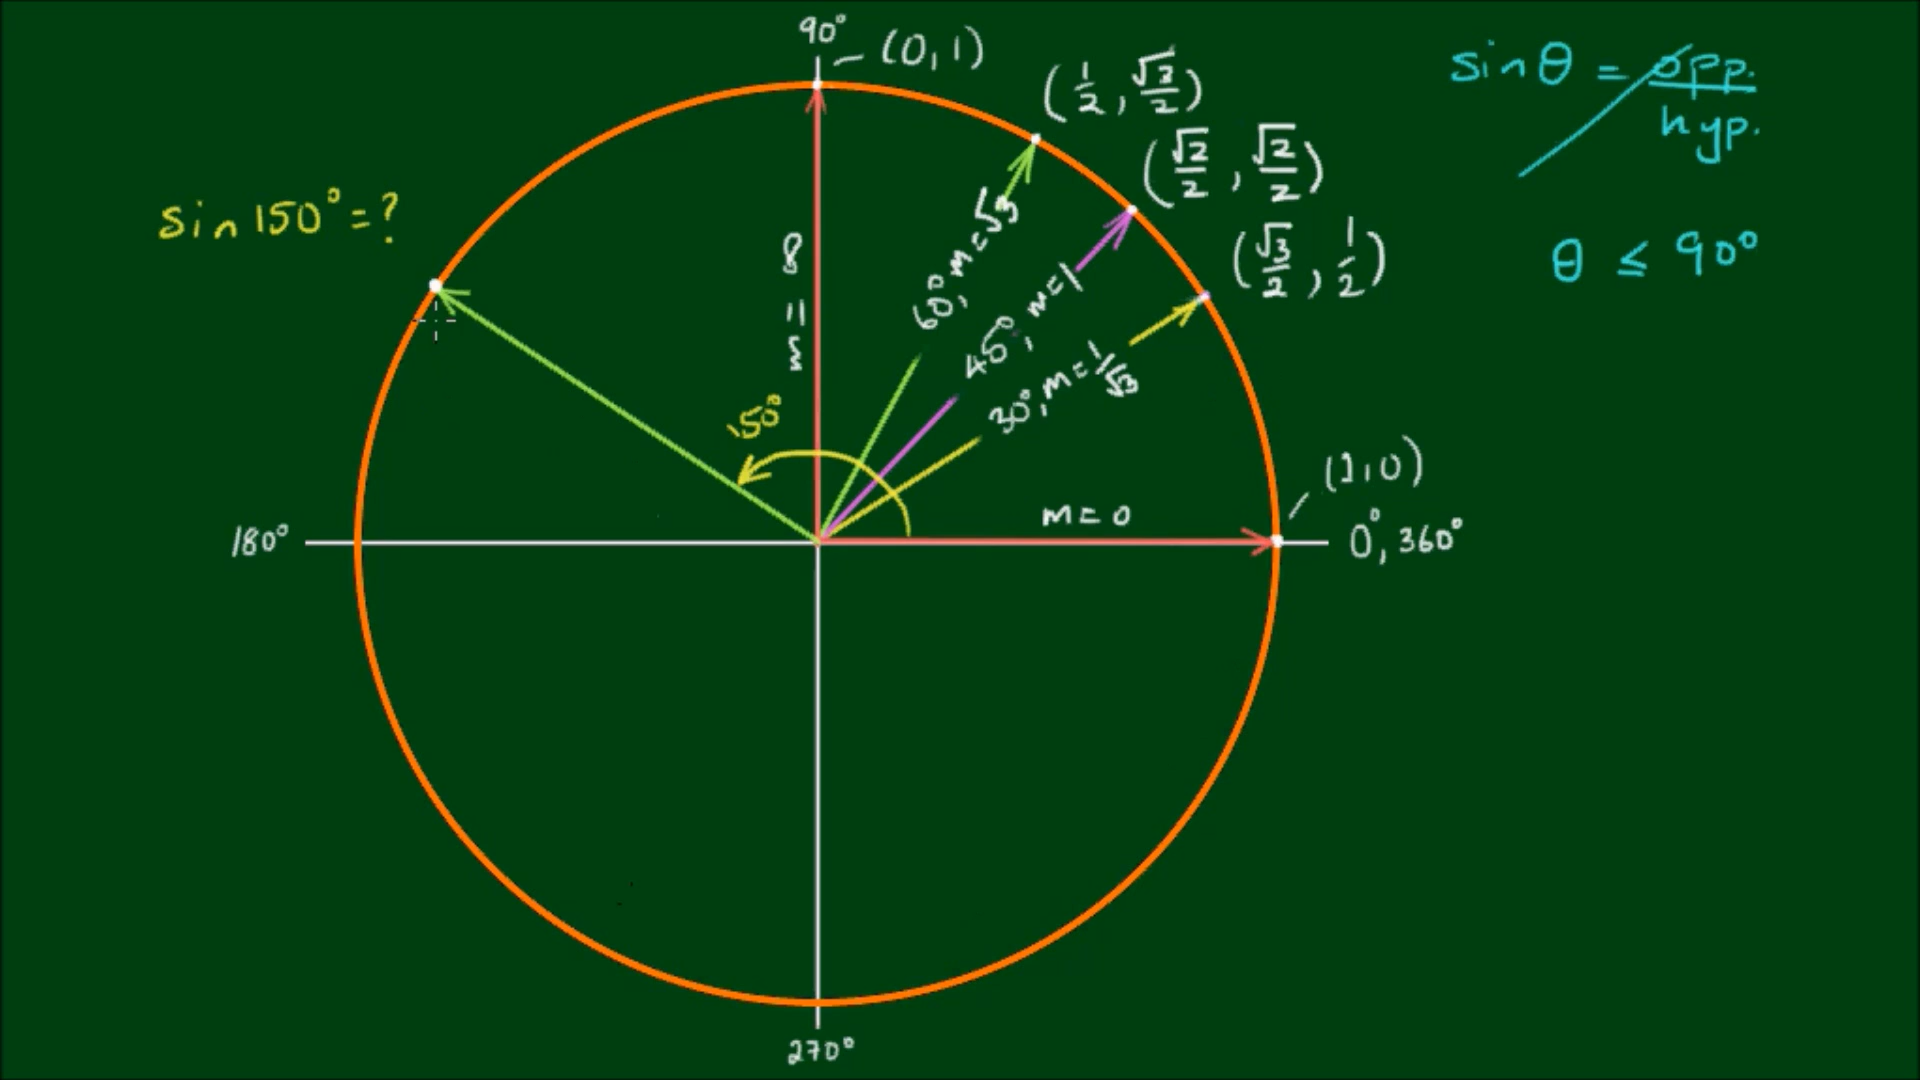 90°
(0,1)
(1/2, √3/2)
(√2/2, √2/2)
(√3/2, 1/2)
sin θ = opp. / hyp.
θ ≤ 90°
sin 150° = ?
m = ∞
60°, m = √3
45°, m = 1
30°, m = 1/√3
150°
m = 0
(1,0)
180°
0°, 360°
270°